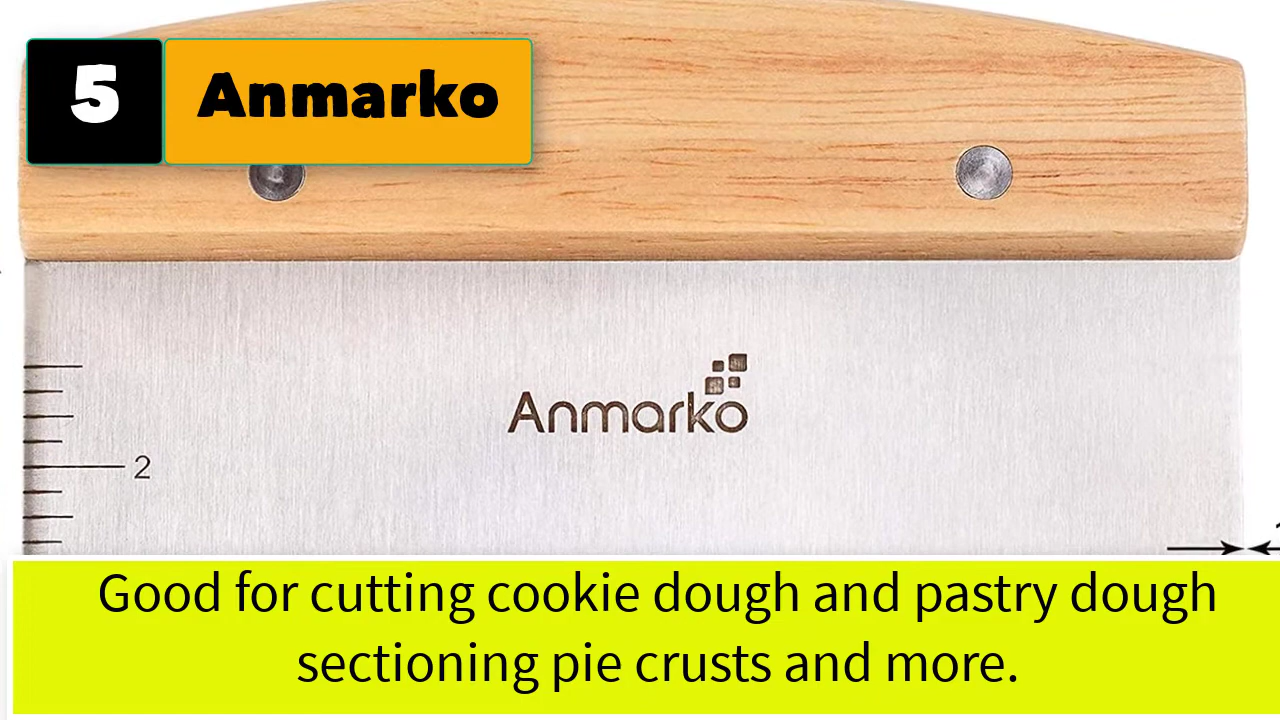 5 Anmarko
Anmarko
2
Good for cutting cookie dough and pastry dough
sectioning pie crusts and more.